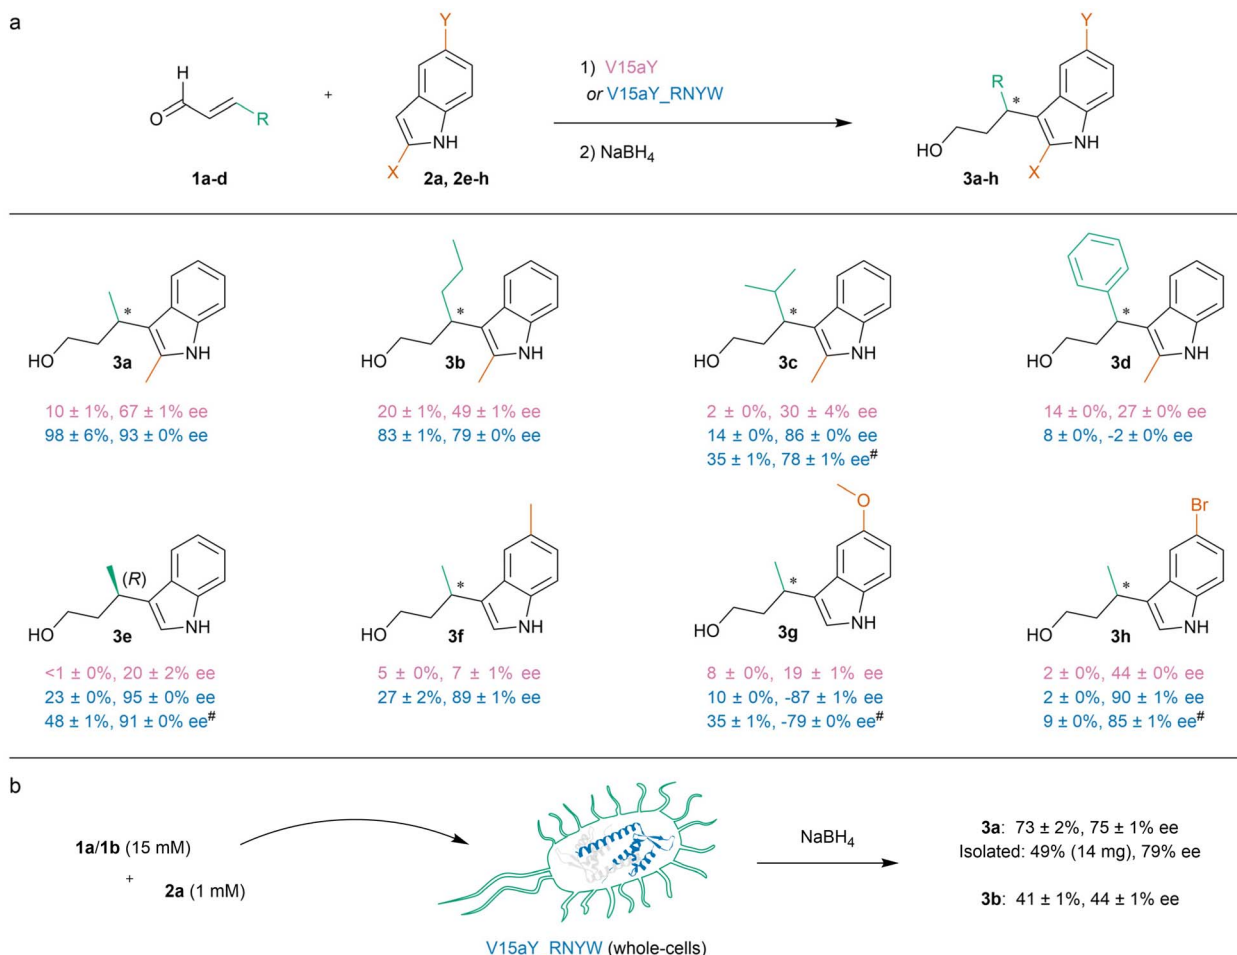 a
H
O
R
1a-d
+
Y
X
NH
2a, 2e-h
1) V15aY
or V15aY_RNYW
2) NaBH4
Y
R
*
HO
NH
X
3a-h
*
HO
NH
3a
10 ± 1%, 67 ± 1% ee
98 ± 6%, 93 ± 0% ee
*
HO
NH
3b
20 ± 1%, 49 ± 1% ee
83 ± 1%, 79 ± 0% ee
*
HO
NH
3c
2 ± 0%, 30 ± 4% ee
14 ± 0%, 86 ± 0% ee
35 ± 1%, 78 ± 1% ee#
*
HO
NH
3d
14 ± 0%, 27 ± 0% ee
8 ± 0%, -2 ± 0% ee
(R)
HO
NH
3e
<1 ± 0%, 20 ± 2% ee
23 ± 0%, 95 ± 0% ee
48 ± 1%, 91 ± 0% ee#
*
HO
NH
3f
5 ± 0%, 7 ± 1% ee
27 ± 2%, 89 ± 1% ee
O
*
HO
NH
3g
8 ± 0%, 19 ± 1% ee
10 ± 0%, -87 ± 1% ee
35 ± 1%, -79 ± 0% ee#
Br
*
HO
NH
3h
2 ± 0%, 44 ± 0% ee
2 ± 0%, 90 ± 1% ee
9 ± 0%, 85 ± 1% ee#
b
1a/1b (15 mM)
+
2a (1 mM)
V15aY_RNYW (whole-cells)
NaBH4
3a: 73 ± 2%, 75 ± 1% ee
Isolated: 49% (14 mg), 79% ee
3b: 41 ± 1%, 44 ± 1% ee